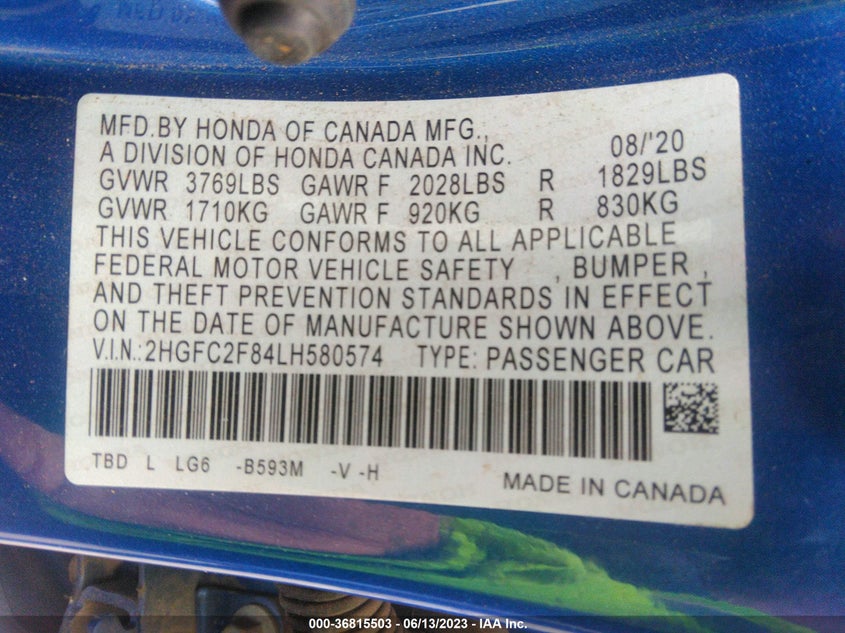 MFD.BY HONDA OF CANADA MFG.,
A DIVISION OF HONDA CANADA INC. 08/'20
GVWR 3769LBS GAWR F 2028LBS R 1829LBS
GVWR 1710KG GAWR F 920KG R 830KG
THIS VEHICLE CONFORMS TO ALL APPLICABLE
FEDERAL MOTOR VEHICLE SAFETY , BUMPER ,
AND THEFT PREVENTION STANDARDS IN EFFECT
ON THE DATE OF MANUFACTURE SHOWN ABOVE.
V.I.N.:2HGFC2F84LH580574 TYPE: PASSENGER CAR
TBD L LG6 -B593M -V -H
MADE IN CANADA
000-36815503 - 06/13/2023 - IAA Inc.